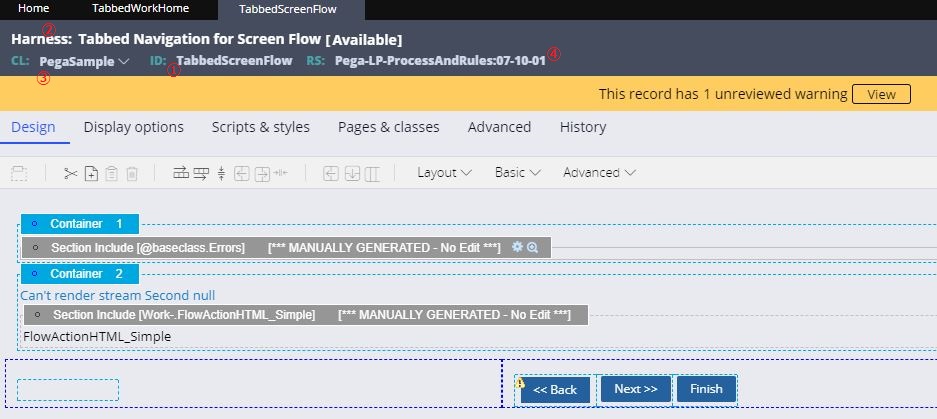 Home TabbedWorkHome TabbedScreenFlow
②
Harness: Tabbed Navigation for Screen Flow [Available]
CL: PegaSample ID: TabbedScreenFlow RS: Pega-LP-ProcessAndRules:07-10-01 ④
③ ①
This record has 1 unreviewed warning View
Design Display options Scripts & styles Pages & classes Advanced History
Layout Basic Advanced
Container 1
Section Include [@baseclass.Errors] [*** MANUALLY GENERATED - No Edit ***]
Container 2
Can't render stream Second null
Section Include [Work-.FlowActionHTML_Simple] [*** MANUALLY GENERATED - No Edit ***]
FlowActionHTML_Simple
<< Back Next >> Finish